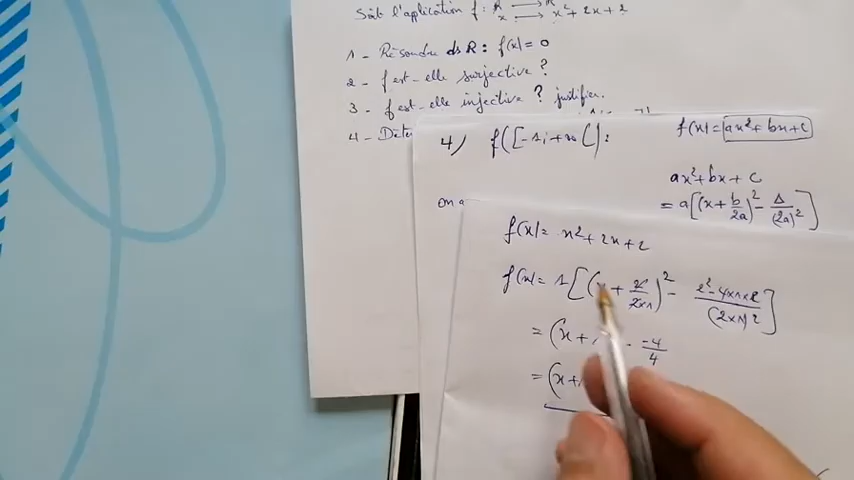 Soit l'application f: R → R
x → x² + 2x + 2
1 - Résoudre ds R : f(x) = 0
2 - f est-elle surjective ?
3 - f est-elle injective ? justifier.
4 -
4) f([-1; +∞[) :
on a
f(x) = ax² + bx + c
ax² + bx + c
= a[(x + b/2a)² - Δ/(2a)²]
f(x) = x² + 2x + 2
f(x) = 1[(x + 2/2×1)² - 2² - 4×1×2/(2×1)²]
= (x + - -4/4
= (x +